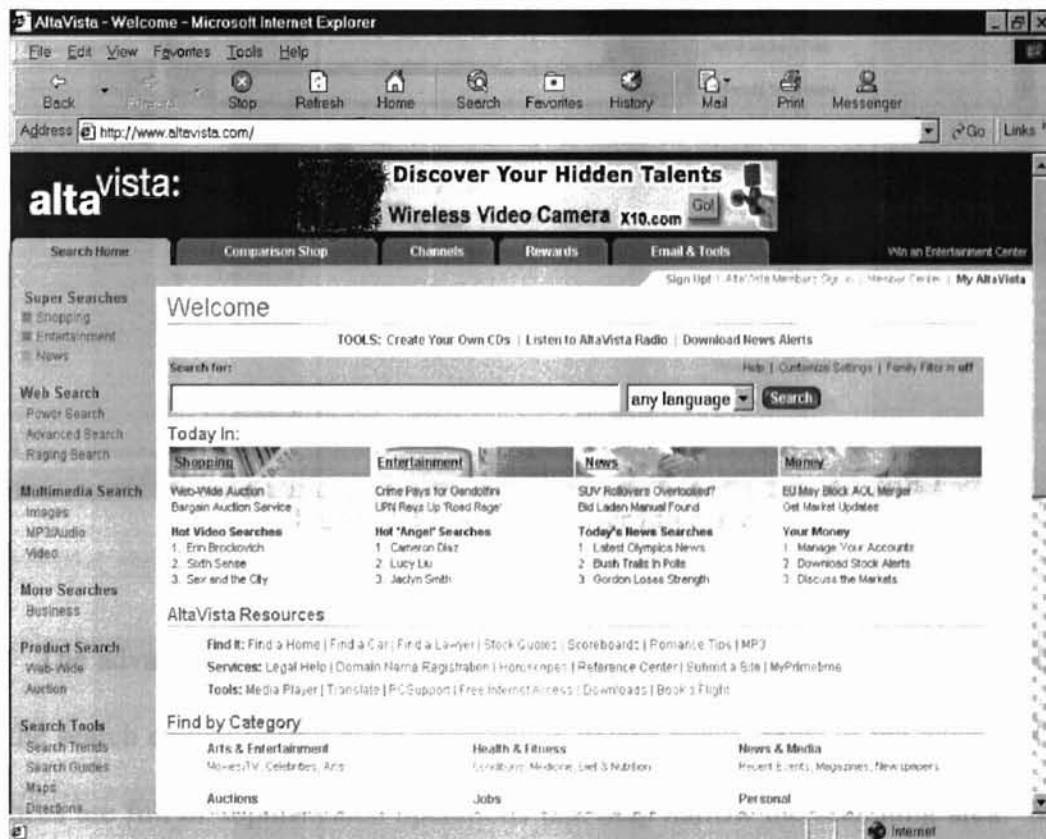 AltaVista - Welcome - Microsoft Internet Explorer
File Edit View Favorites Tools Help
Back Stop Refresh Home Search Favorites History Mail Print Messenger
Address http://www.altavista.com/ Go Links
altavista:
Discover Your Hidden Talents
Wireless Video Camera X10.com Go!
Search Home Comparison Shop Channels Rewards Email & Tools Win an Entertainment Center
Sign Up! | AltaVista Members Sign in | Member Center | My AltaVista
Super Searches
Shopping
Entertainment
News
Web Search
Power Search
Advanced Search
Raging Search
Multimedia Search
Images
MP3/Audio
Video
More Searches
Business
Product Search
Web-Wide
Auction
Search Tools
Search Trends
Search Guides
Maps
Directions
Welcome
TOOLS: Create Your Own CDs | Listen to AltaVista Radio | Download News Alerts
Search for: Help | Customize Settings | Family Filter is off
any language Search
Today In:
Shopping Entertainment News Money
Web-Wide Auction Crime Pays for Gandolfini SUV Rollovers Overlooked? EU May Block AOL Merger
Bargain Auction Service UPN Revs Up 'Road Rage' Bid Laden Manual Found Get Market Updates
Hot Video Searches Hot 'Angel' Searches Today's News Searches Your Money
1. Erin Brockovich 1. Cameron Diaz 1. Latest Olympics News 1. Manage Your Accounts
2. Sixth Sense 2. Lucy Liu 2. Bush Trails In Polls 2. Download Stock Alerts
3. Sex and the City 3. Jaclyn Smith 3. Gordon Loses Strength 3. Discuss the Markets
AltaVista Resources
Find It: Find a Home | Find a Car | Find a Lawyer | Stock Quotes | Scoreboards | Romance Tips | MP3
Services: Legal Help | Domain Name Registration | Horoscopes | Reference Center | Submit a Site | MyPrimetime
Tools: Media Player | Translate | PC Support | Free Internet Access | Downloads | Book a Flight
Find by Category
Arts & Entertainment Health & Fitness News & Media
Movies/TV, Celebrities, Arts Conditions, Medicine, Diet & Nutrition Recent Events, Magazines, Newspapers
Auctions Jobs Personal
Internet